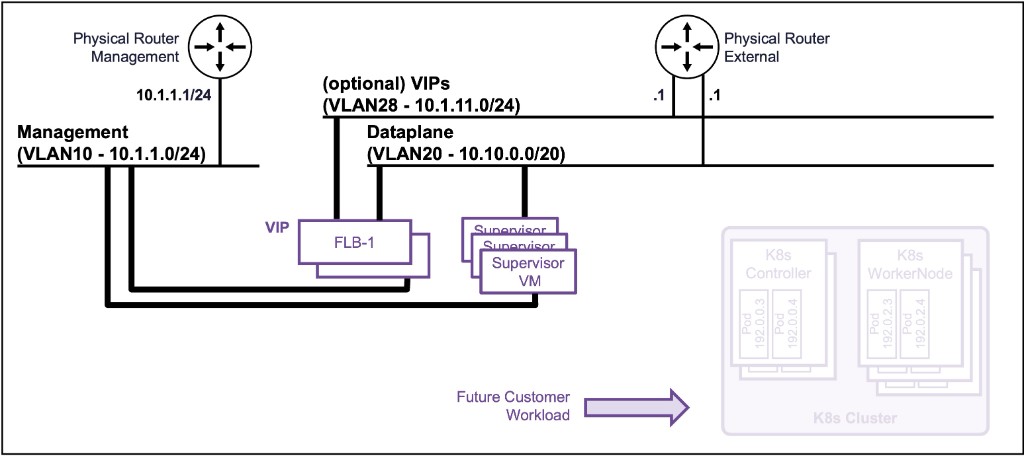 Physical Router
Management
10.1.1.1/24
Management
(VLAN10 - 10.1.1.0/24)
(optional) VIPs
(VLAN28 - 10.1.11.0/24)
Dataplane
(VLAN20 - 10.10.0.0/20)
Physical Router
External
.1
.1
VIP
FLB-1
Supervisor
Supervisor
Supervisor
VM
K8s
Controller
Pod
192.0.0.3
Pod
192.0.0.4
K8s
WorkerNode
Pod
192.0.2.3
Pod
192.0.2.4
K8s Cluster
Future Customer
Workload